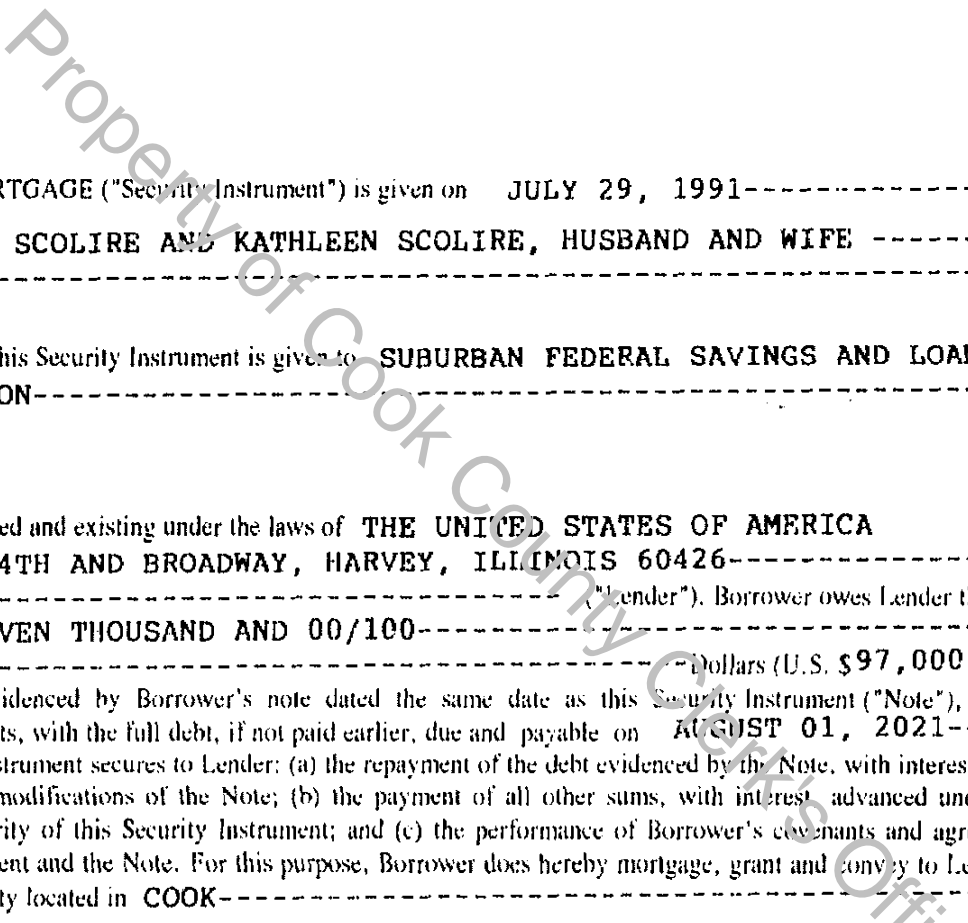 Property of Cook County Clerk's Offi
RTGAGE ("Security Instrument") is given on JULY 29, 1991--------------
SCOLIRE AND KATHLEEN SCOLIRE, HUSBAND AND WIFE ------
------------------------------------------------------
his Security Instrument is given to SUBURBAN FEDERAL SAVINGS AND LOAN
ON--------------------------------------------------
ed and existing under the laws of THE UNITED STATES OF AMERICA
4TH AND BROADWAY, HARVEY, ILLINOIS 60426--------------
------------------------------- ("Lender"). Borrower owes Lender t
VEN THOUSAND AND 00/100------------------------------
-------------------------------------Dollars (U.S. $97,000
idenced by Borrower's note dated the same date as this Security Instrument ("Note"),
ts, with the full debt, if not paid earlier, due and payable on AUGUST 01, 2021--
strument secures to Lender: (a) the repayment of the debt evidenced by the Note, with interes
modifications of the Note; (b) the payment of all other sums, with interest, advanced und
rity of this Security Instrument; and (c) the performance of Borrower's covenants and agr
ent and the Note. For this purpose, Borrower does hereby mortgage, grant and convey to Le
ty located in COOK----------------------------------------